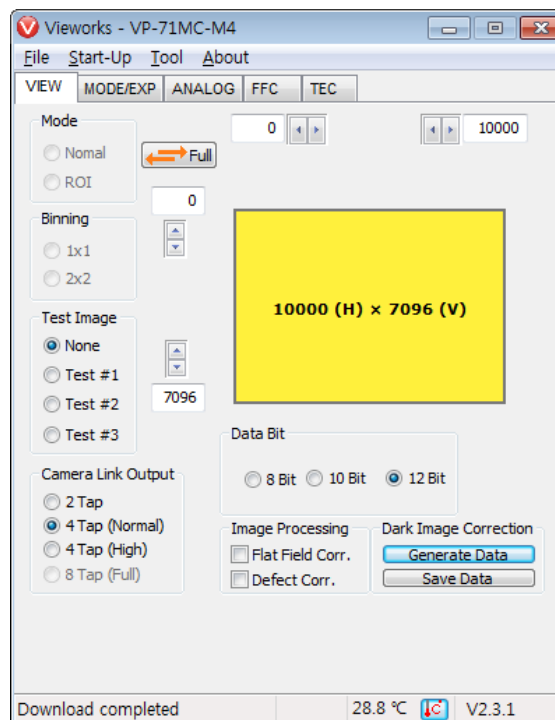 Vieworks - VP-71MC-M4
File Start-Up Tool About
VIEW MODE/EXP ANALOG FFC TEC
Mode
Nomal
ROI
Full
0
10000
0
Binning
1x1
2x2
10000 (H) × 7096 (V)
Test Image
None
Test #1
Test #2
Test #3
7096
Data Bit
8 Bit 10 Bit 12 Bit
Camera Link Output
2 Tap
4 Tap (Normal)
4 Tap (High)
8 Tap (Full)
Image Processing
Flat Field Corr.
Defect Corr.
Dark Image Correction
Generate Data
Save Data
Download completed 28.8 ℃ C V2.3.1